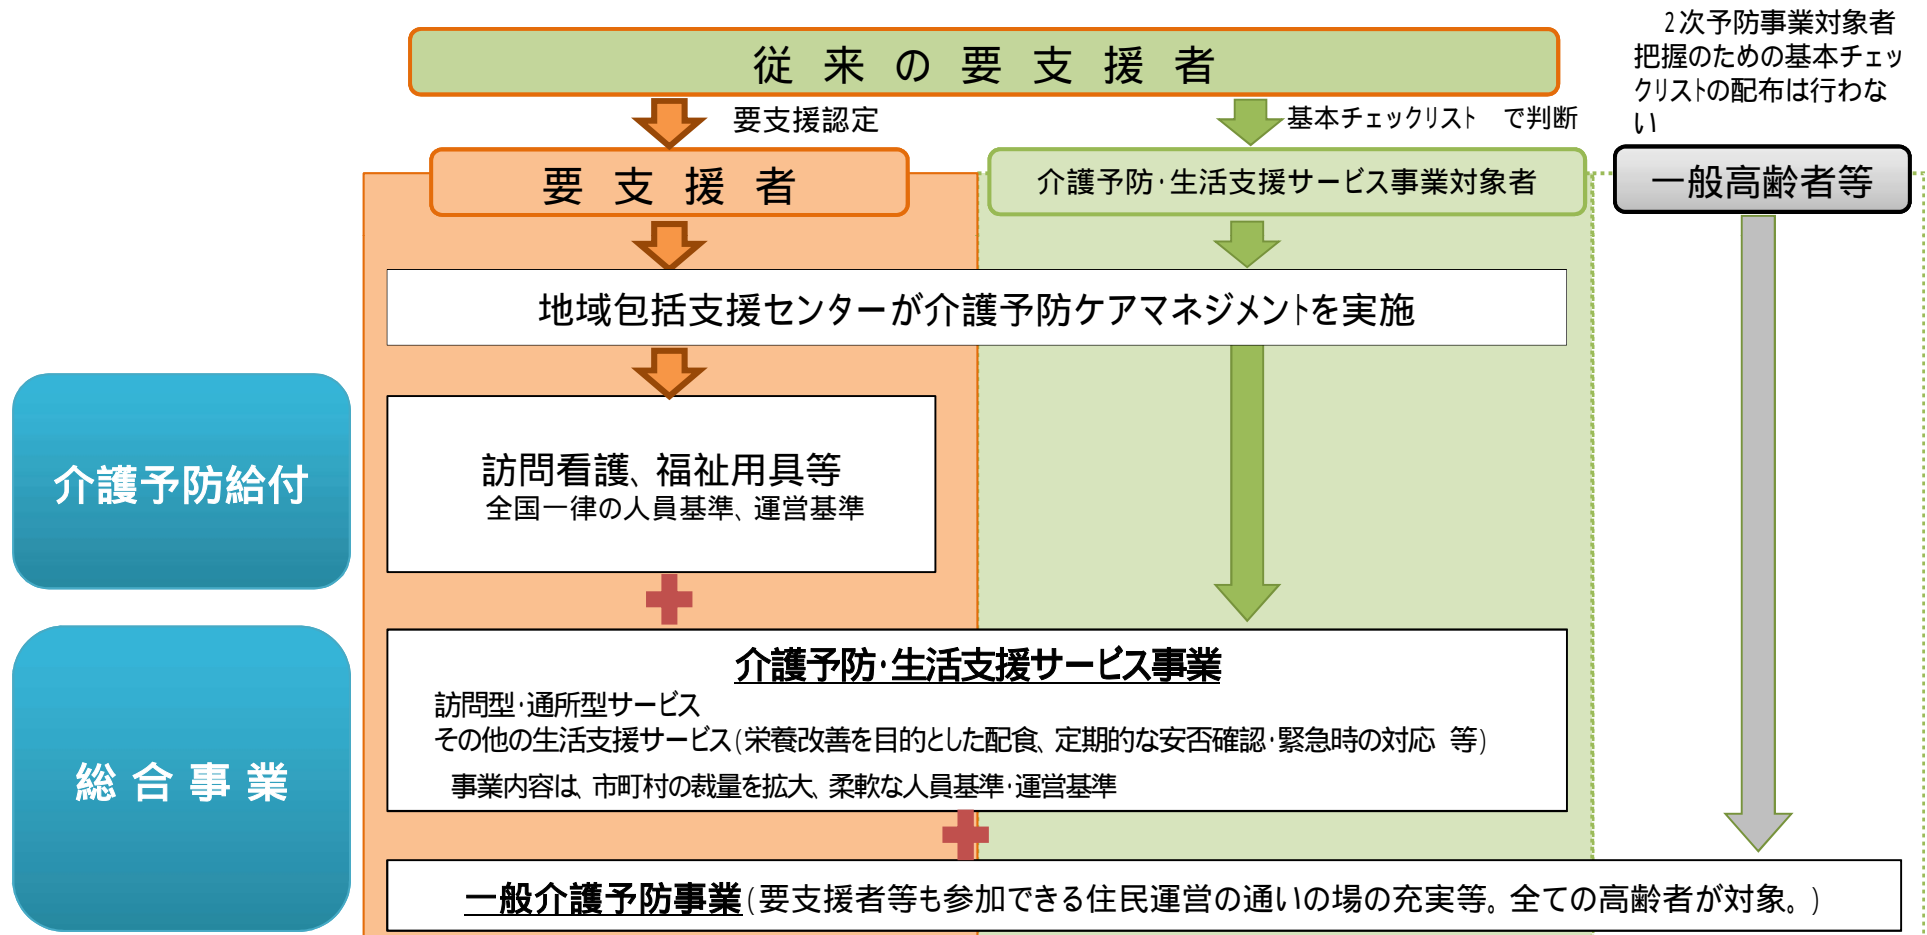 2次予防事業対象者
把握のための基本チェッ
クリストの配布は行わな
い
従来の要支援者
要支援認定
基本チェックリスト で判断
要支援者
介護予防・生活支援サービス事業対象者
一般高齢者等
地域包括支援センターが介護予防ケアマネジメントを実施
介護予防給付
訪問看護、福祉用具等
全国一律の人員基準、運営基準
総合事業
介護予防・生活支援サービス事業
訪問型・通所型サービス
その他の生活支援サービス(栄養改善を目的とした配食、定期的な安否確認・緊急時の対応 等)
事業内容は、市町村の裁量を拡大、柔軟な人員基準・運営基準
一般介護予防事業(要支援者等も参加できる住民運営の通いの場の充実等。全ての高齢者が対象。)